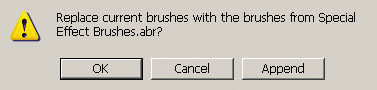 Replace current brushes with the brushes from Special
Effect Brushes.abr?
OK Cancel Append